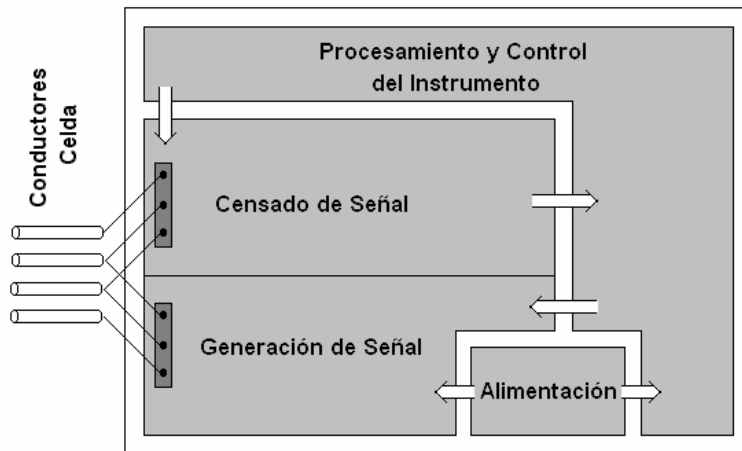 Procesamiento y Control
del Instrumento
Conductores
Celda
Censado de Señal
Generación de Señal
Alimentación